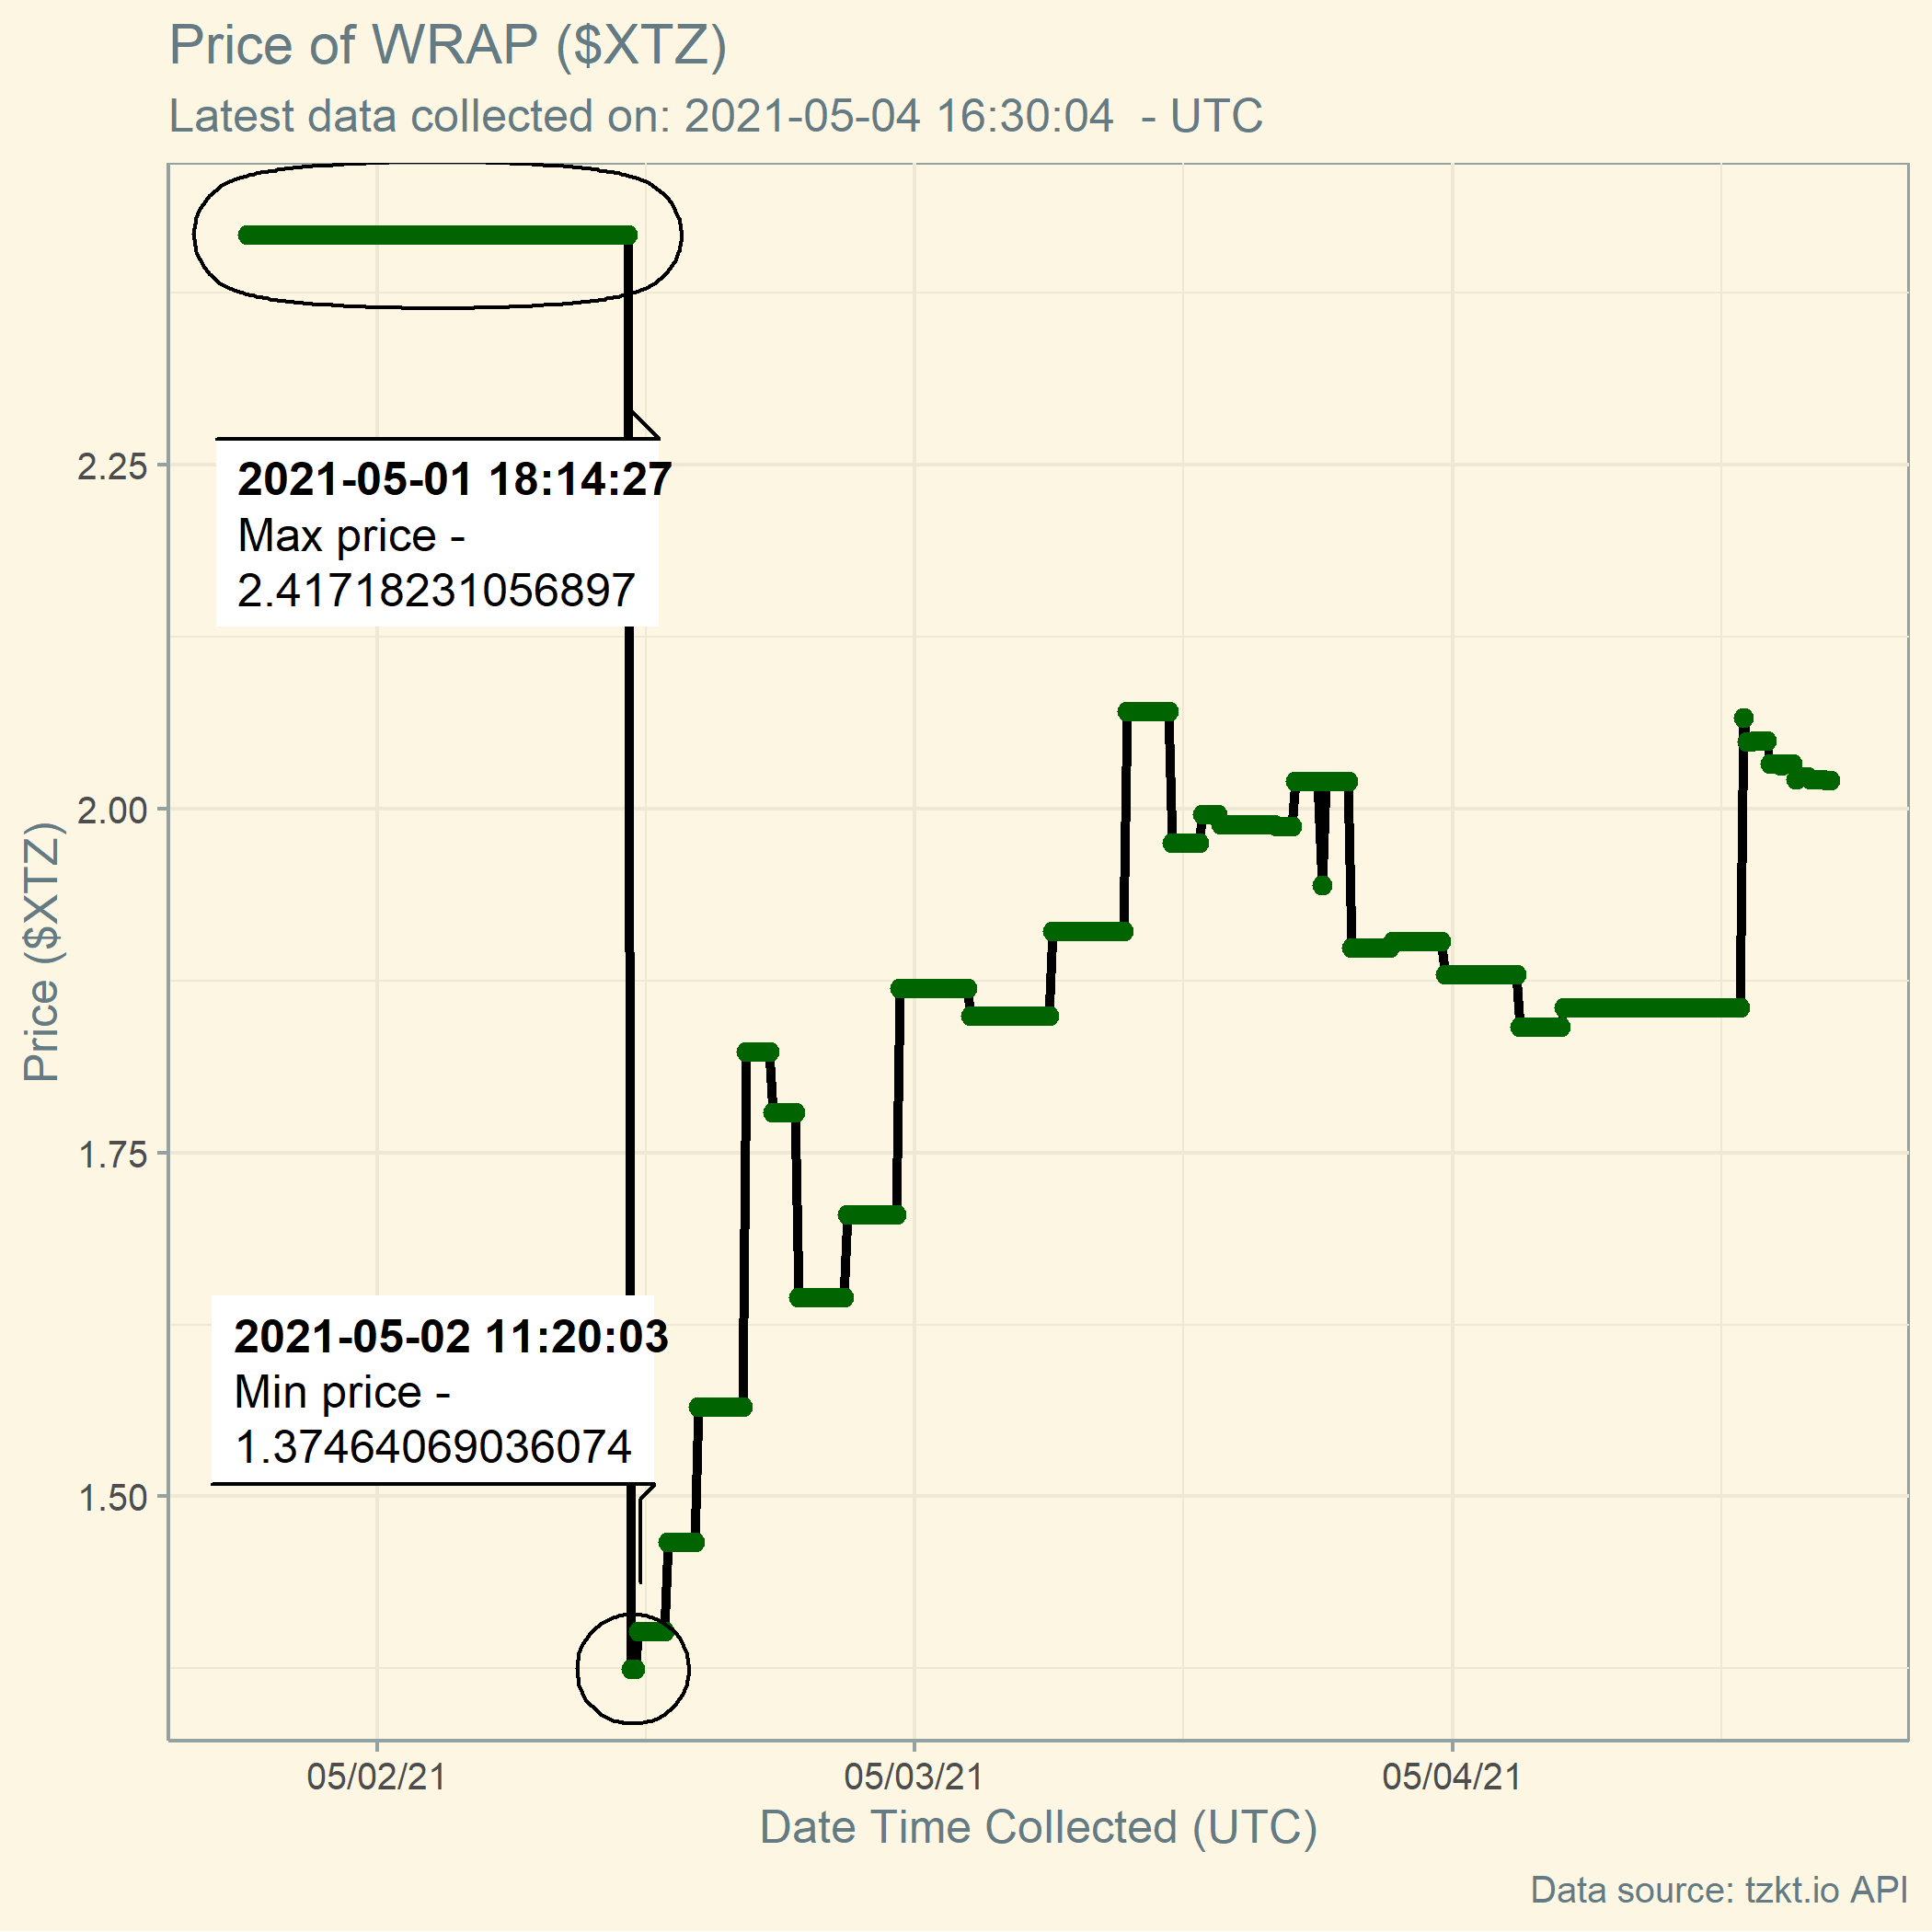 Price of WRAP ($XTZ)
Latest data collected on: 2021-05-04 16:30:04  - UTC
2021-05-01 18:14:27
Max price -
2.41718231056897
2021-05-02 11:20:03
Min price -
1.37464069036074
Price ($XTZ)
2.25
2.00
1.75
1.50
05/02/21
05/03/21
05/04/21
Date Time Collected (UTC)
Data source: tzkt.io API